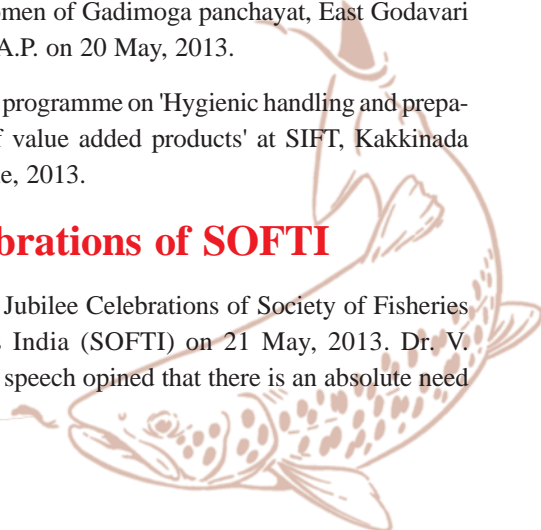 omen of Gadimoga panchayat, East Godavari
A.P. on 20 May, 2013.
programme on 'Hygienic handling and prepa-
f value added products' at SIFT, Kakkinada
e, 2013.
brations of SOFTI
Jubilee Celebrations of Society of Fisheries
s India (SOFTI) on 21 May, 2013. Dr. V.
speech opined that there is an absolute need